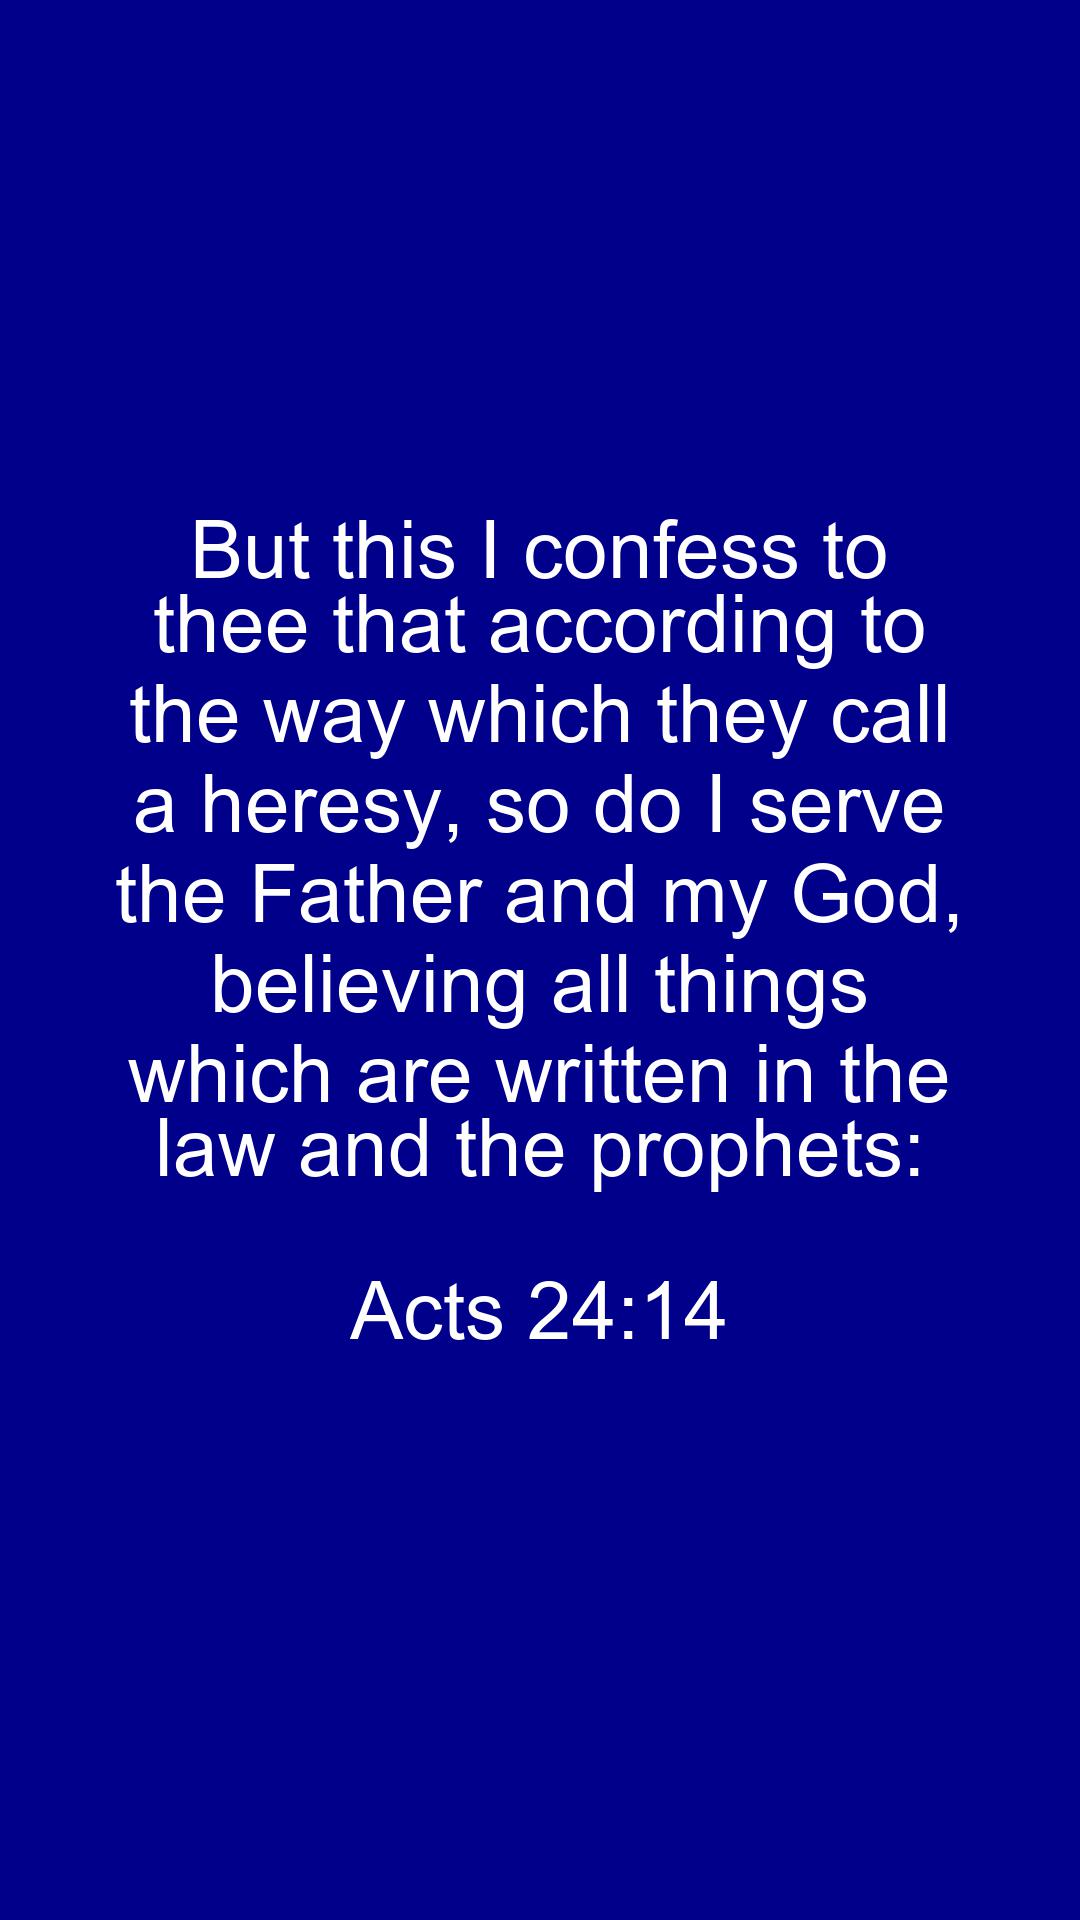 But this I confess to
thee that according to
the way which they call
a heresy, so do I serve
the Father and my God,
believing all things
which are written in the
law and the prophets:
Acts 24:14